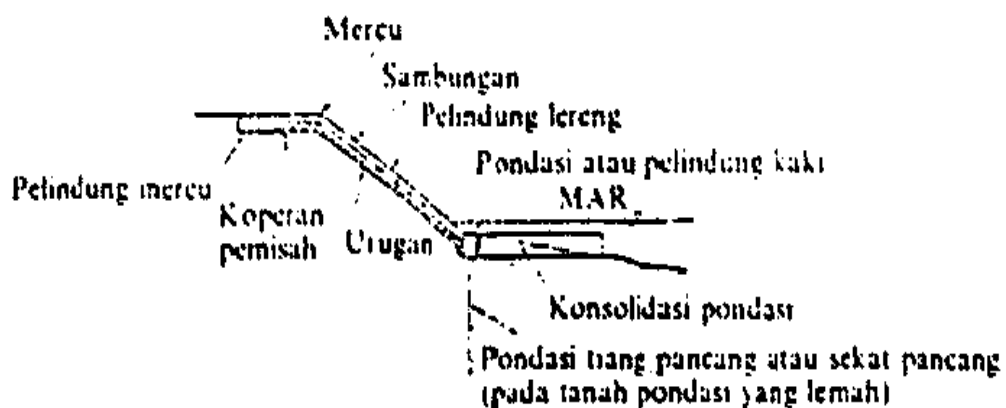 Mercu
Sambungan
Pelindung lereng
Pondasi atau pelindung kaki
MAR
Pelindung mercu
Koperan
pemisah
Urugan
Konsolidasi pondasi
Pondasi tiang pancang atau sekat pancang
(pada tanah pondasi yang lemah)